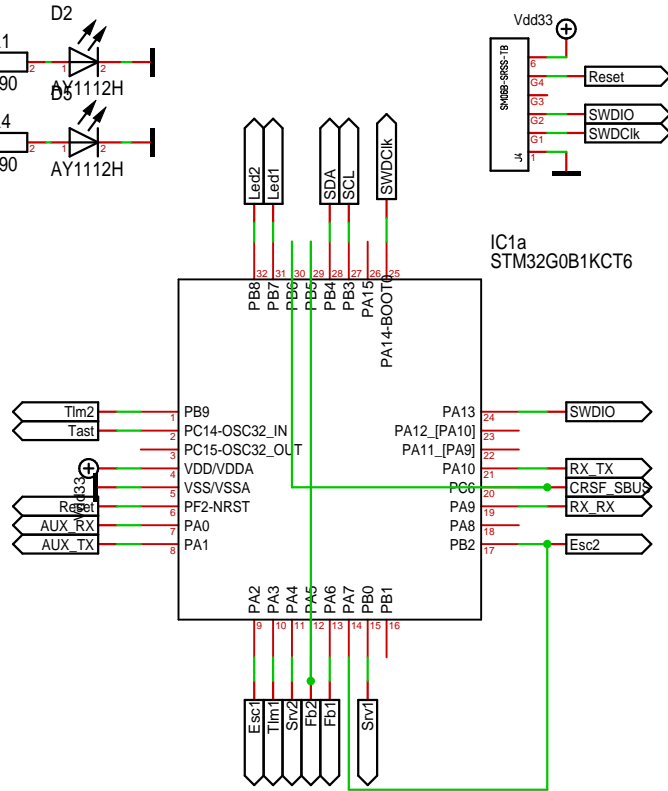 D2
1
2
1
2
90
AY1112H
D5
4
2
1
2
90
AY1112H
Vdd33
SM06B-SRSS-TB
J4
6
G4
G3
G2
G1
1
Reset
SWDIO
SWDClk
IC1a
STM32G0B1KCT6
Led2
Led1
SDA
SCL
SWDClk
32
31
30
29
28
27
26
25
PB8
PB7
PB6
PB5
PB4
PB3
PA15
PA14-BOOT0
Tlm2
1
PB9
Tast
2
PC14-OSC32_IN
3
PC15-OSC32_OUT
Vdd33
4
VDD/VDDA
5
VSS/VSSA
Reset
6
PF2-NRST
AUX_RX
7
PA0
AUX_TX
8
PA1
PA13
24
SWDIO
PA12_[PA10]
23
PA11_[PA9]
22
PA10
21
RX_TX
PC6
20
CRSF_SBUS
PA9
19
RX_RX
PA8
18
PB2
17
Esc2
PA2
PA3
PA4
PA5
PA6
PA7
PB0
PB1
9
10
11
12
13
14
15
16
Esc1
Tlm1
Srv2
Fb2
Fb1
Srv1